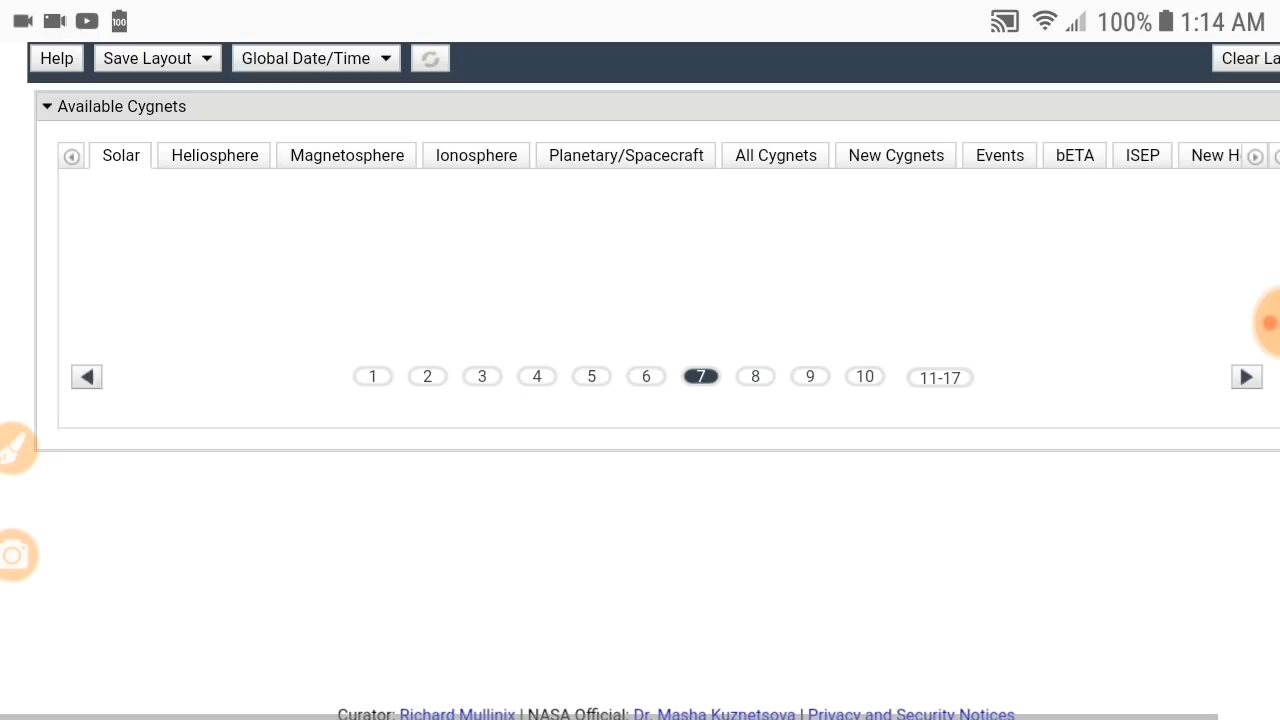 100 100% 1:14 AM
Help Save Layout Global Date/Time Clear La
Available Cygnets
Solar Heliosphere Magnetosphere Ionosphere Planetary/Spacecraft All Cygnets New Cygnets Events bETA ISEP New H
1 2 3 4 5 6 7 8 9 10 11-17
Curator: Richard Mullinix | NASA Official: Dr. Masha Kuznetsova | Privacy and Security Notices